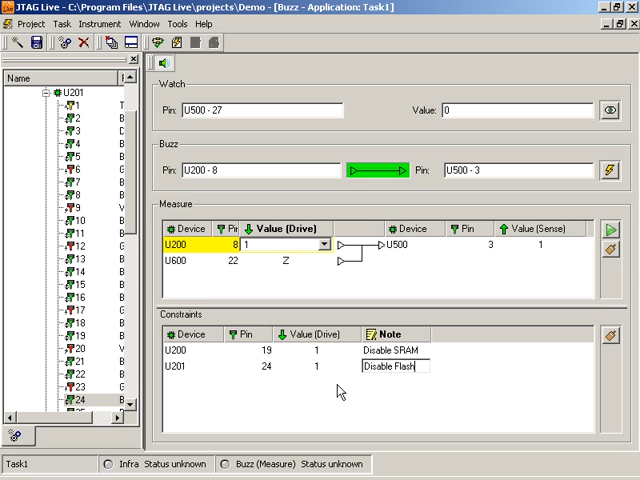 JTAG Live - C:\Program Files\JTAG Live\projects\Demo - [Buzz - Application: Task1]
Project Task Instrument Window Tools Help
Name
U201
1
2
3
4
5
6
7
8
9
10
11
12
13
14
15
16
17
18
19
20
21
22
23
24
Watch
Pin: U500 - 27 Value: 0
Buzz
Pin: U200 - 8 Pin: U500 - 3
Measure
Device Pin Value (Drive) Device Pin Value (Sense)
U200 8 1 U500 3 1
U600 22 Z
Constraints
Device Pin Value (Drive) Note
U200 19 1 Disable SRAM
U201 24 1 Disable Flash
Task1 Infra Status unknown Buzz (Measure) Status unknown